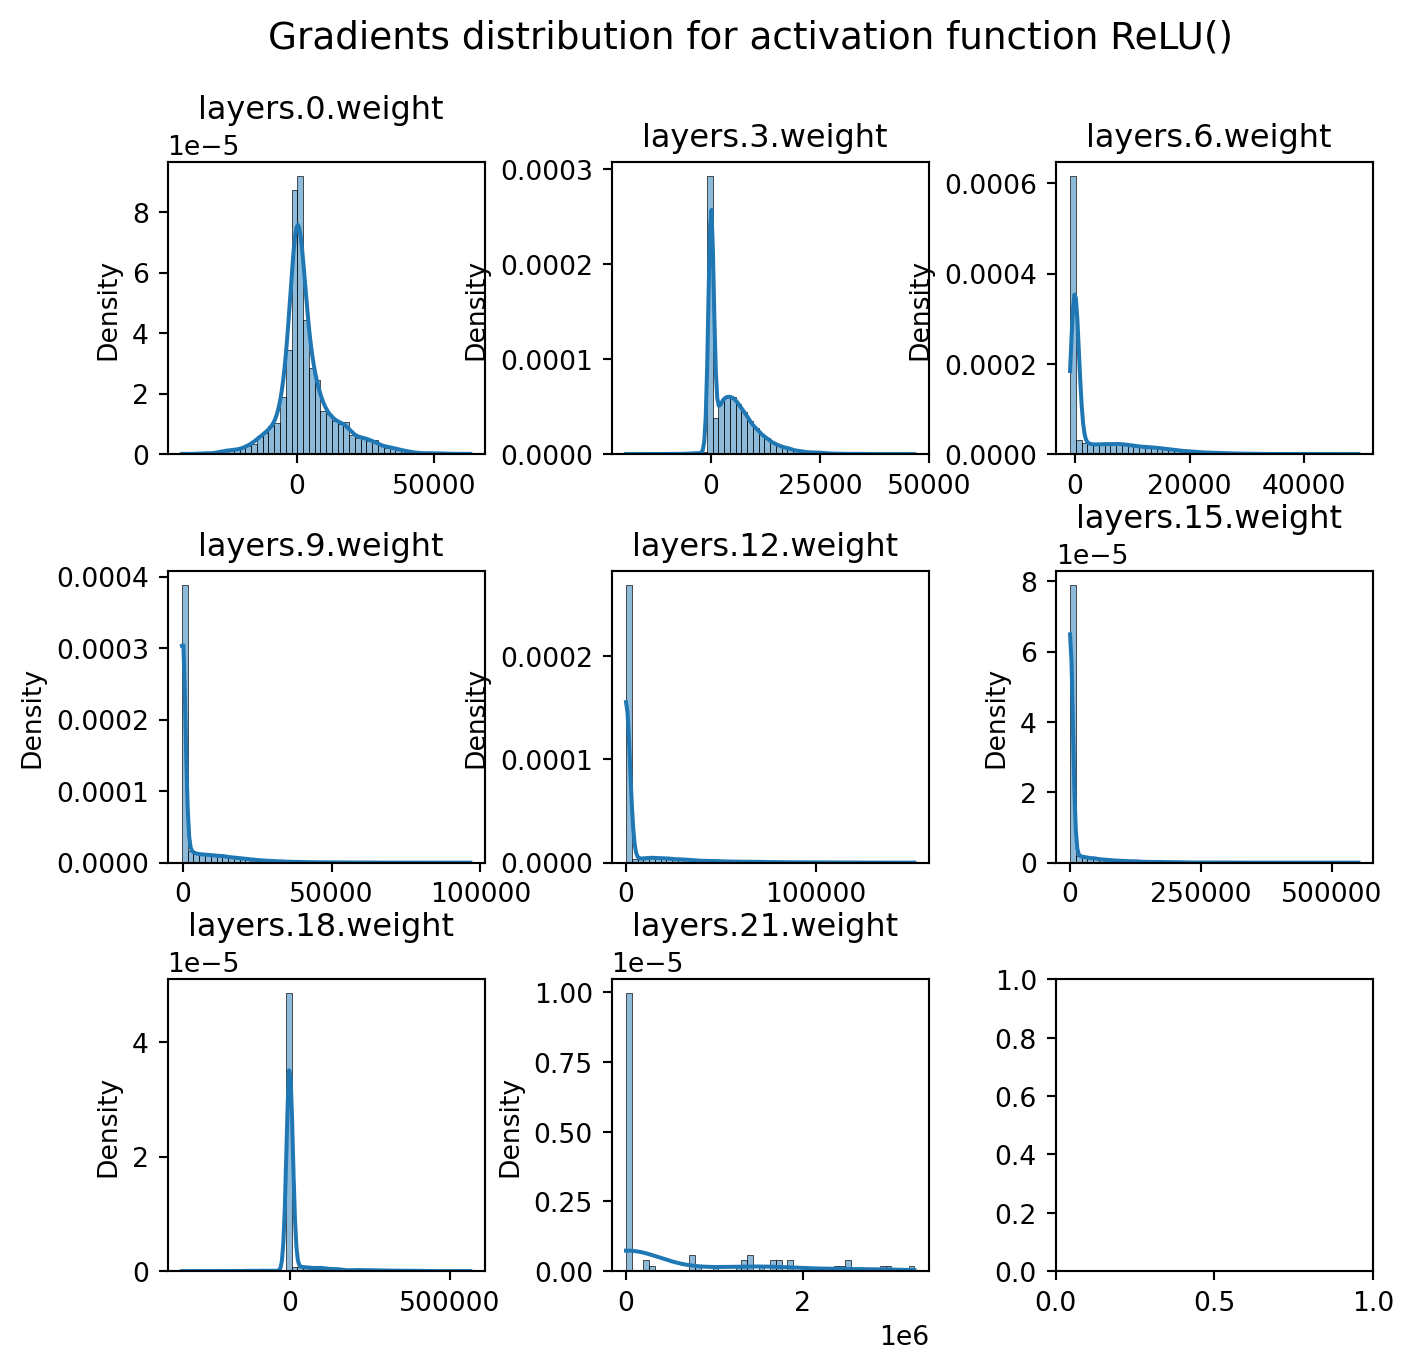 Gradients distribution for activation function ReLU()
layers.0.weight
1e−5
Density
8
6
4
2
0
0 50000
layers.3.weight
Density
0.0003
0.0002
0.0001
0.0000
0 25000 50000
layers.6.weight
Density
0.0006
0.0004
0.0002
0.0000
0 20000 40000
layers.9.weight
Density
0.0004
0.0003
0.0002
0.0001
0.0000
0 50000 100000
layers.12.weight
Density
0.0002
0.0001
0.0000
0 100000
layers.15.weight
1e−5
Density
8
6
4
2
0
0 250000 500000
layers.18.weight
1e−5
Density
4
2
0
0 500000
layers.21.weight
1e−5
Density
1.00
0.75
0.50
0.25
0.00
0 2
1e6
1.0
0.8
0.6
0.4
0.2
0.0
0.0 0.5 1.0